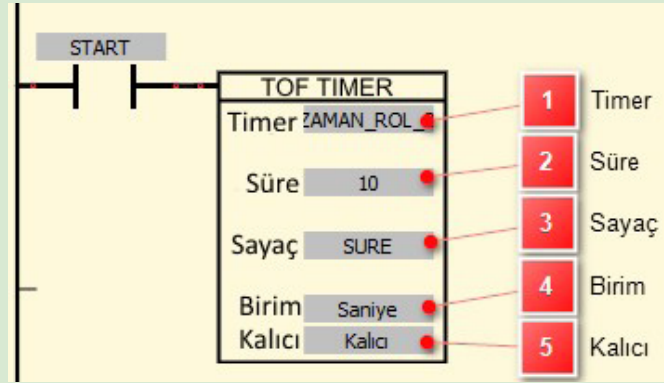 START
TOF TIMER
Timer ZAMAN_ROL_
1 Timer
Süre 10
2 Süre
Sayaç SURE
3 Sayaç
Birim Saniye
4 Birim
Kalıcı Kalıcı
5 Kalıcı